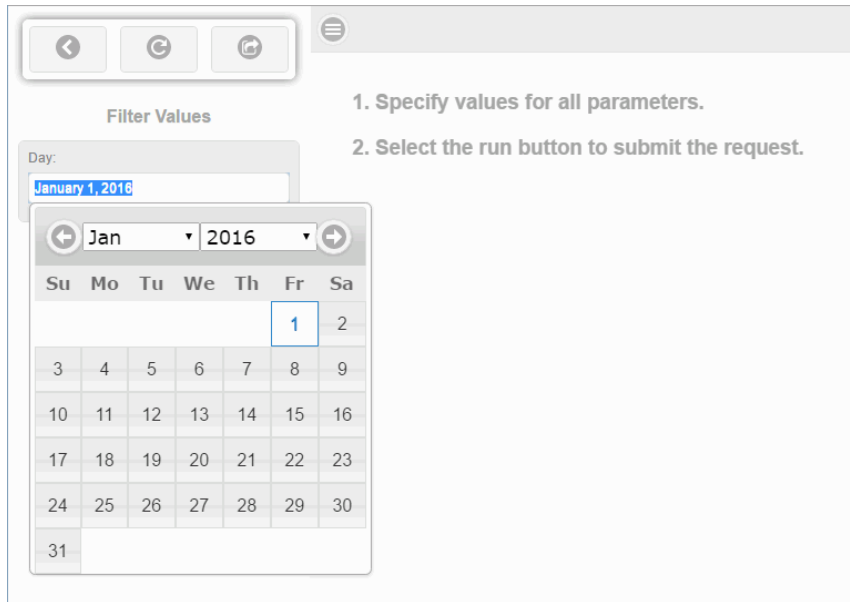 Filter Values
Day:
January 1, 2016
Jan 2016
Su Mo Tu We Th Fr Sa
1 2
3 4 5 6 7 8 9
10 11 12 13 14 15 16
17 18 19 20 21 22 23
24 25 26 27 28 29 30
31
1. Specify values for all parameters.
2. Select the run button to submit the request.